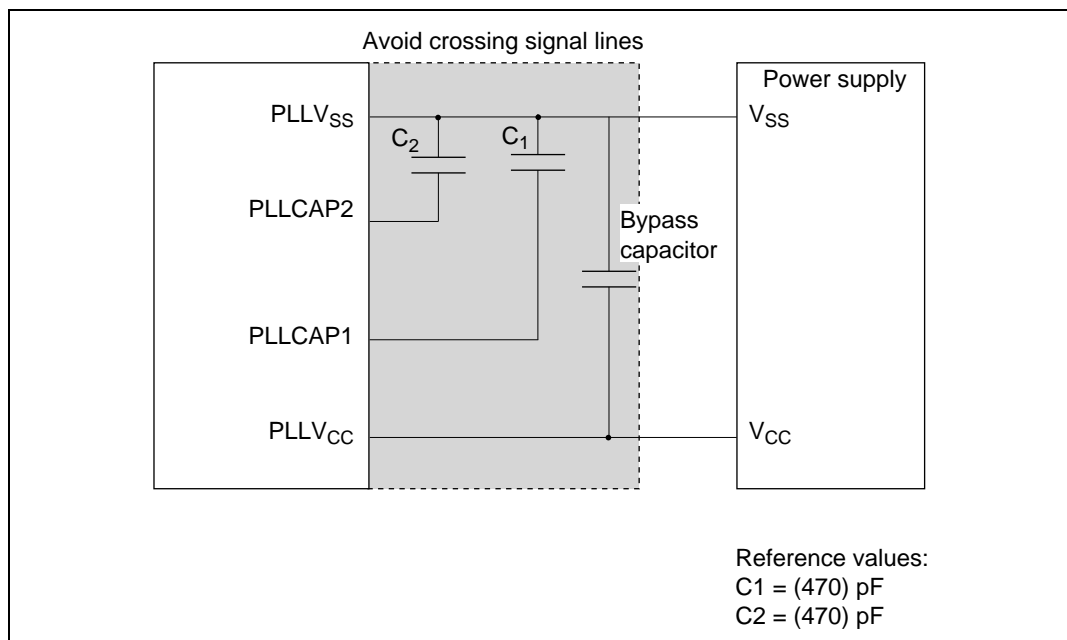 Avoid crossing signal lines
Power supply
PLLVSS
VSS
C2
C1
PLLCAP2
Bypass
capacitor
PLLCAP1
PLLVCC
VCC
Reference values:
C1 = (470) pF
C2 = (470) pF